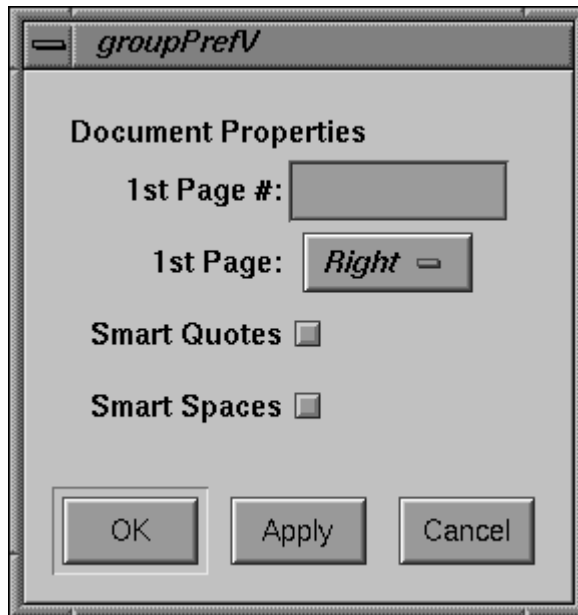 groupPrefV
Document Properties
1st Page #:
1st Page: Right
Smart Quotes
Smart Spaces
OK Apply Cancel